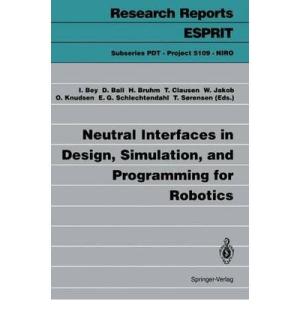 Research Reports
ESPRIT
Subseries PDT · Project 5109 · NIRO
I. Bey D. Ball H. Bruhm T. Clausen W. Jakob
O. Knudsen E. G. Schlechtendahl T. Sørensen (Eds.)
Neutral Interfaces in
Design, Simulation, and
Programming for
Robotics
Springer-Verlag